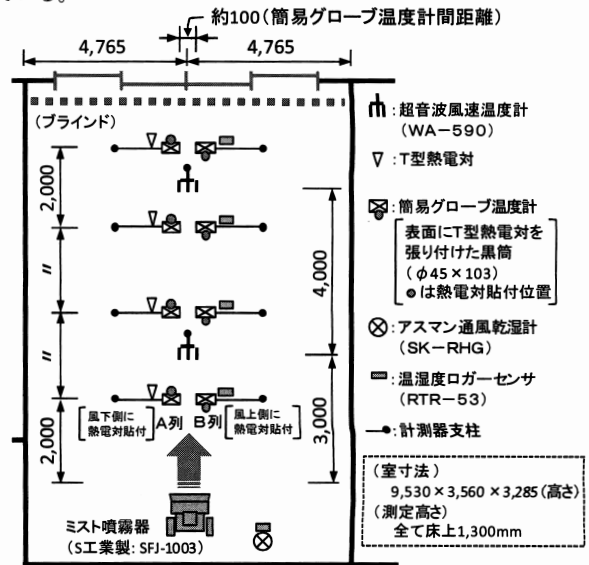 約100(簡易グローブ温度計間距離)
4,765
4,765
(ブラインド)
2,000
〃
〃
2,000
4,000
3,000
風下側に
熱電対貼付
A列
B列
風上側に
熱電対貼付
ミスト噴霧器
(S工業製:SFJ-1003)
:超音波風速温度計
(WA-590)
:T型熱電対
:簡易グローブ温度計
表面にT型熱電対を
張り付けた黒筒
(φ45×103)
は熱電対貼付位置
:アスマン通風乾湿計
(SK-RHG)
:温湿度ロガーセンサ
(RTR-53)
:計測器支柱
(室寸法)
9,530×3,560×3,285(高さ)
(測定高さ)
全て床上1,300mm